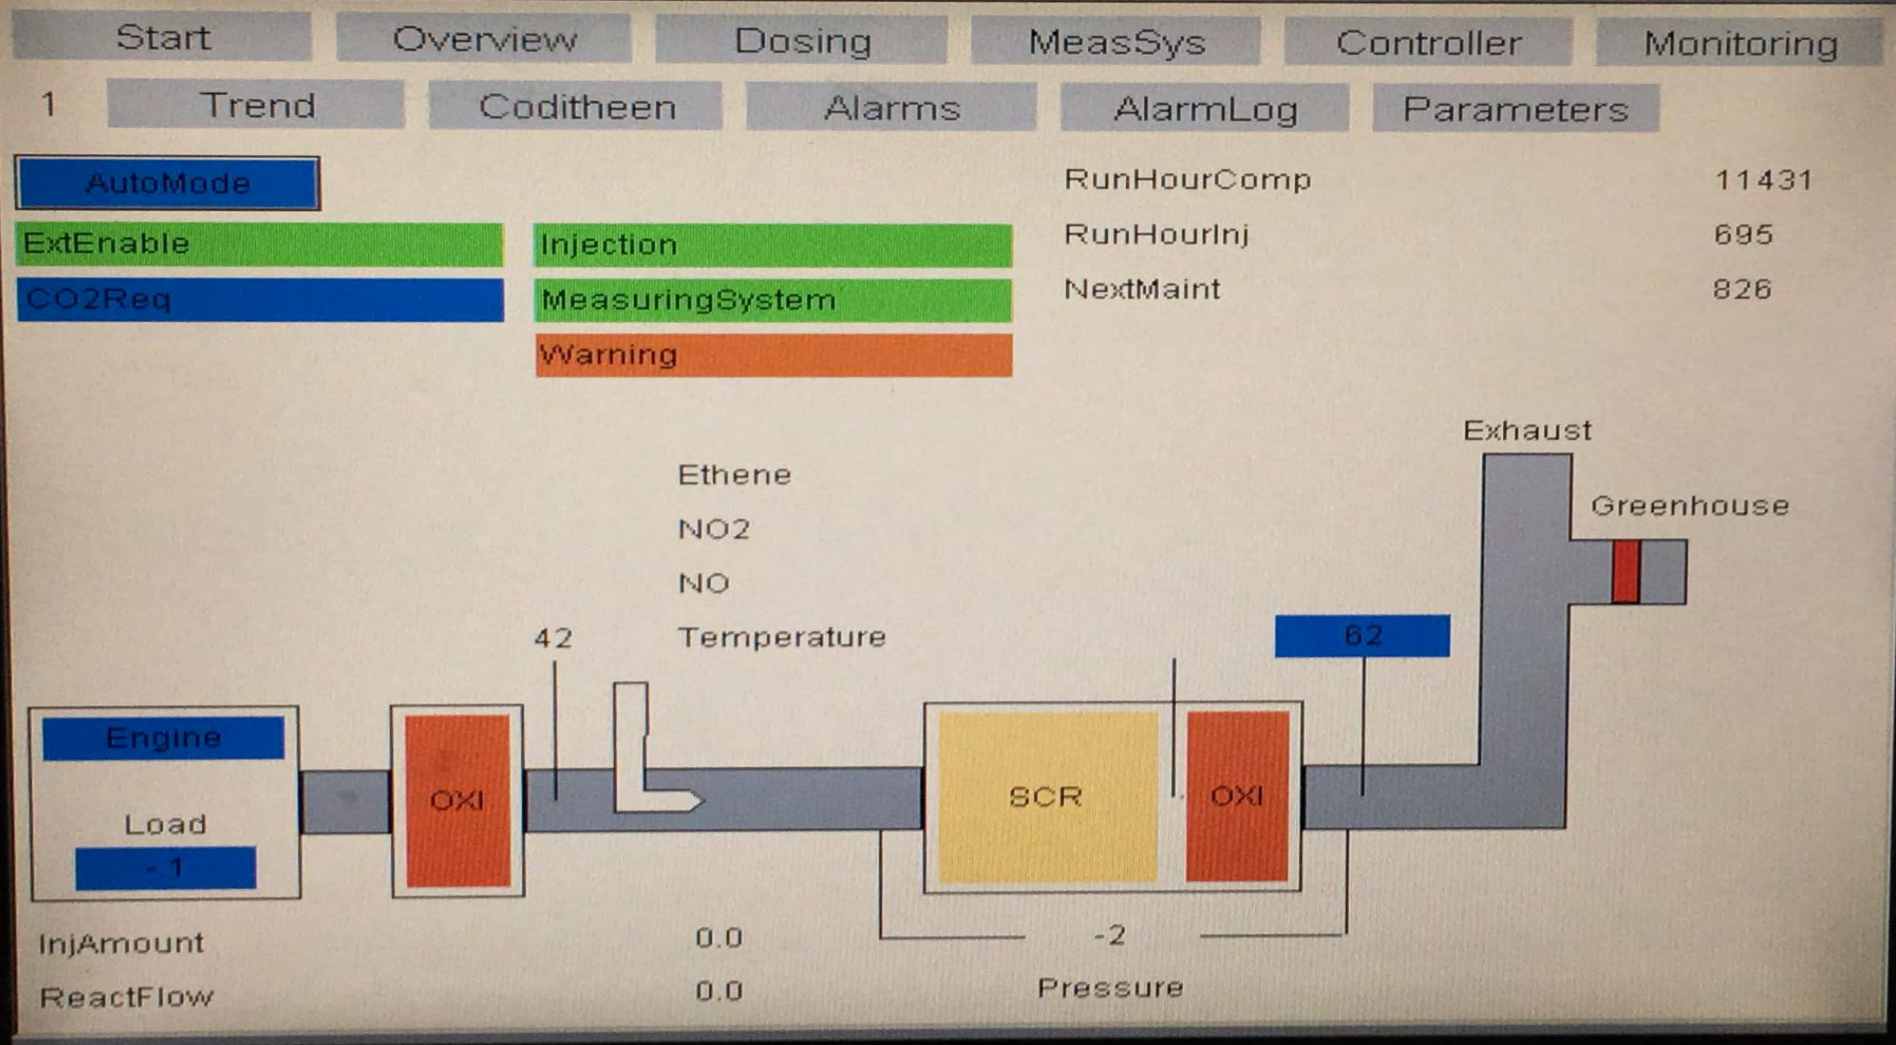 Start Overview Dosing MeasSys Controller Monitoring
1 Trend Coditheen Alarms AlarmLog Parameters
AutoMode RunHourComp 11431
ExtEnable Injection RunHourInj 695
CO2Req MeasuringSystem NextMaint 826
Warning
Exhaust
Ethene Greenhouse
NO2
NO
42 Temperature 62
Engine
OXI SCR OXI
Load
-1
InjAmount 0.0 -2
ReactFlow 0.0 Pressure